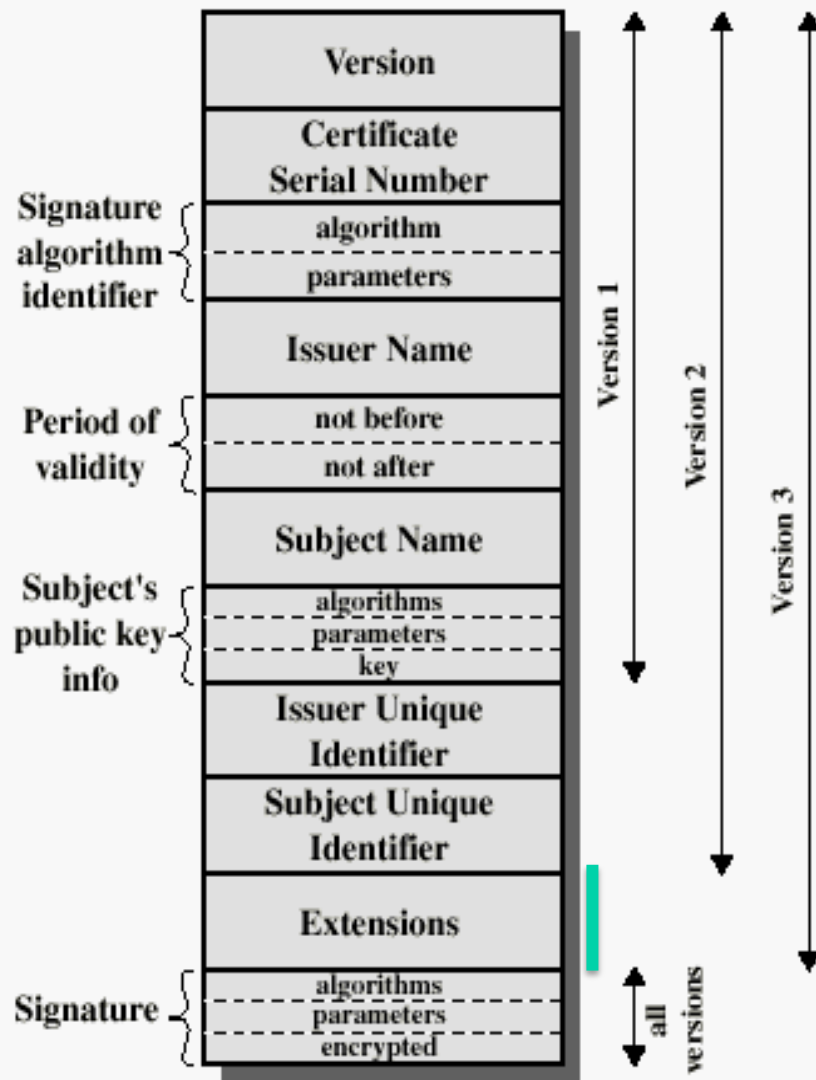 Version
Certificate
Serial Number
Signature
algorithm
identifier
algorithm
parameters
Issuer Name
Period of
validity
not before
not after
Subject Name
Subject's
public key
info
algorithms
parameters
key
Issuer Unique
Identifier
Subject Unique
Identifier
Extensions
Signature
algorithms
parameters
encrypted
Version 1
Version 2
Version 3
all
versions